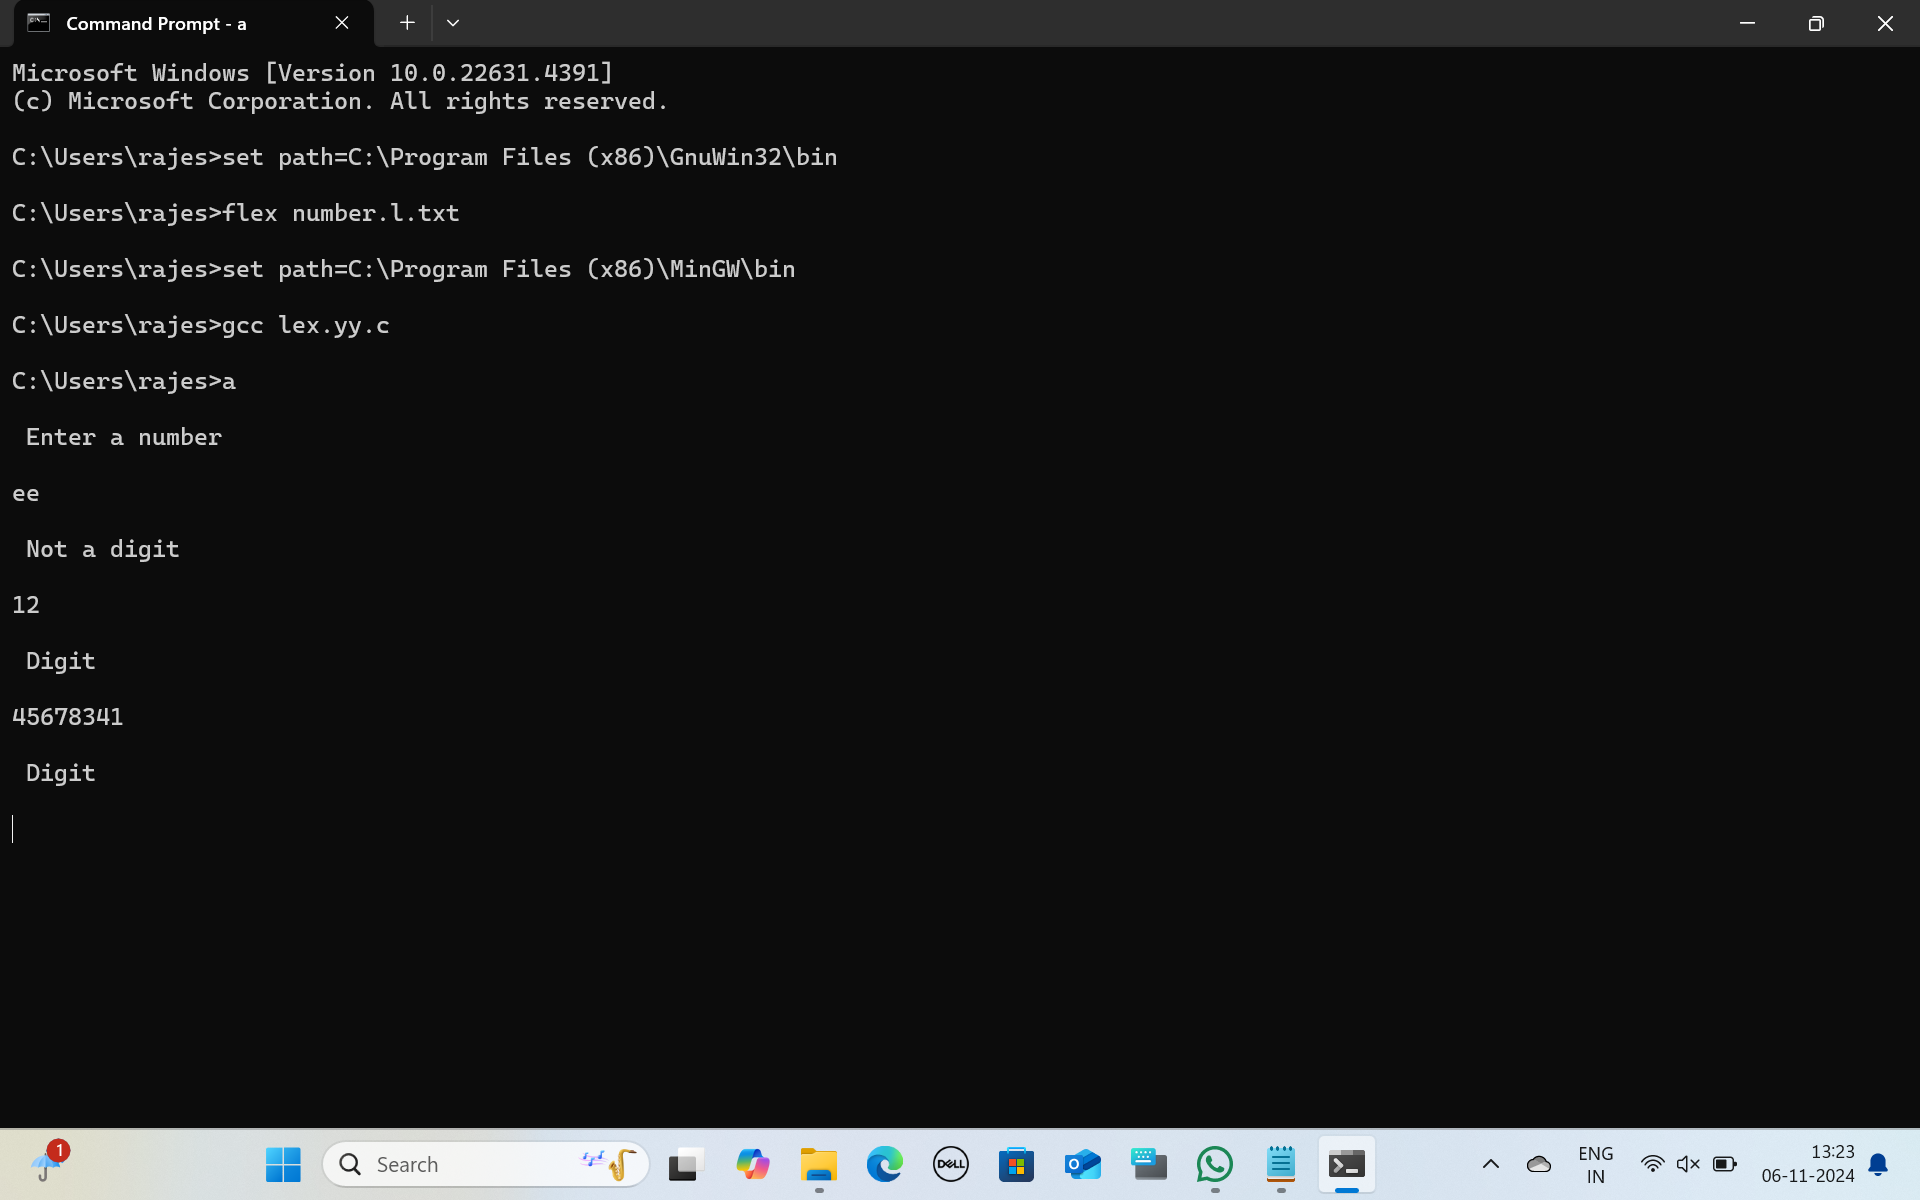 Command Prompt - a
Microsoft Windows [Version 10.0.22631.4391]
(c) Microsoft Corporation. All rights reserved.
C:\Users\rajes>set path=C:\Program Files (x86)\GnuWin32\bin
C:\Users\rajes>flex number.l.txt
C:\Users\rajes>set path=C:\Program Files (x86)\MinGW\bin
C:\Users\rajes>gcc lex.yy.c
C:\Users\rajes>a
Enter a number
ee
Not a digit
12
Digit
45678341
Digit
1
Search
DELL
ENG
IN
13:23
06-11-2024